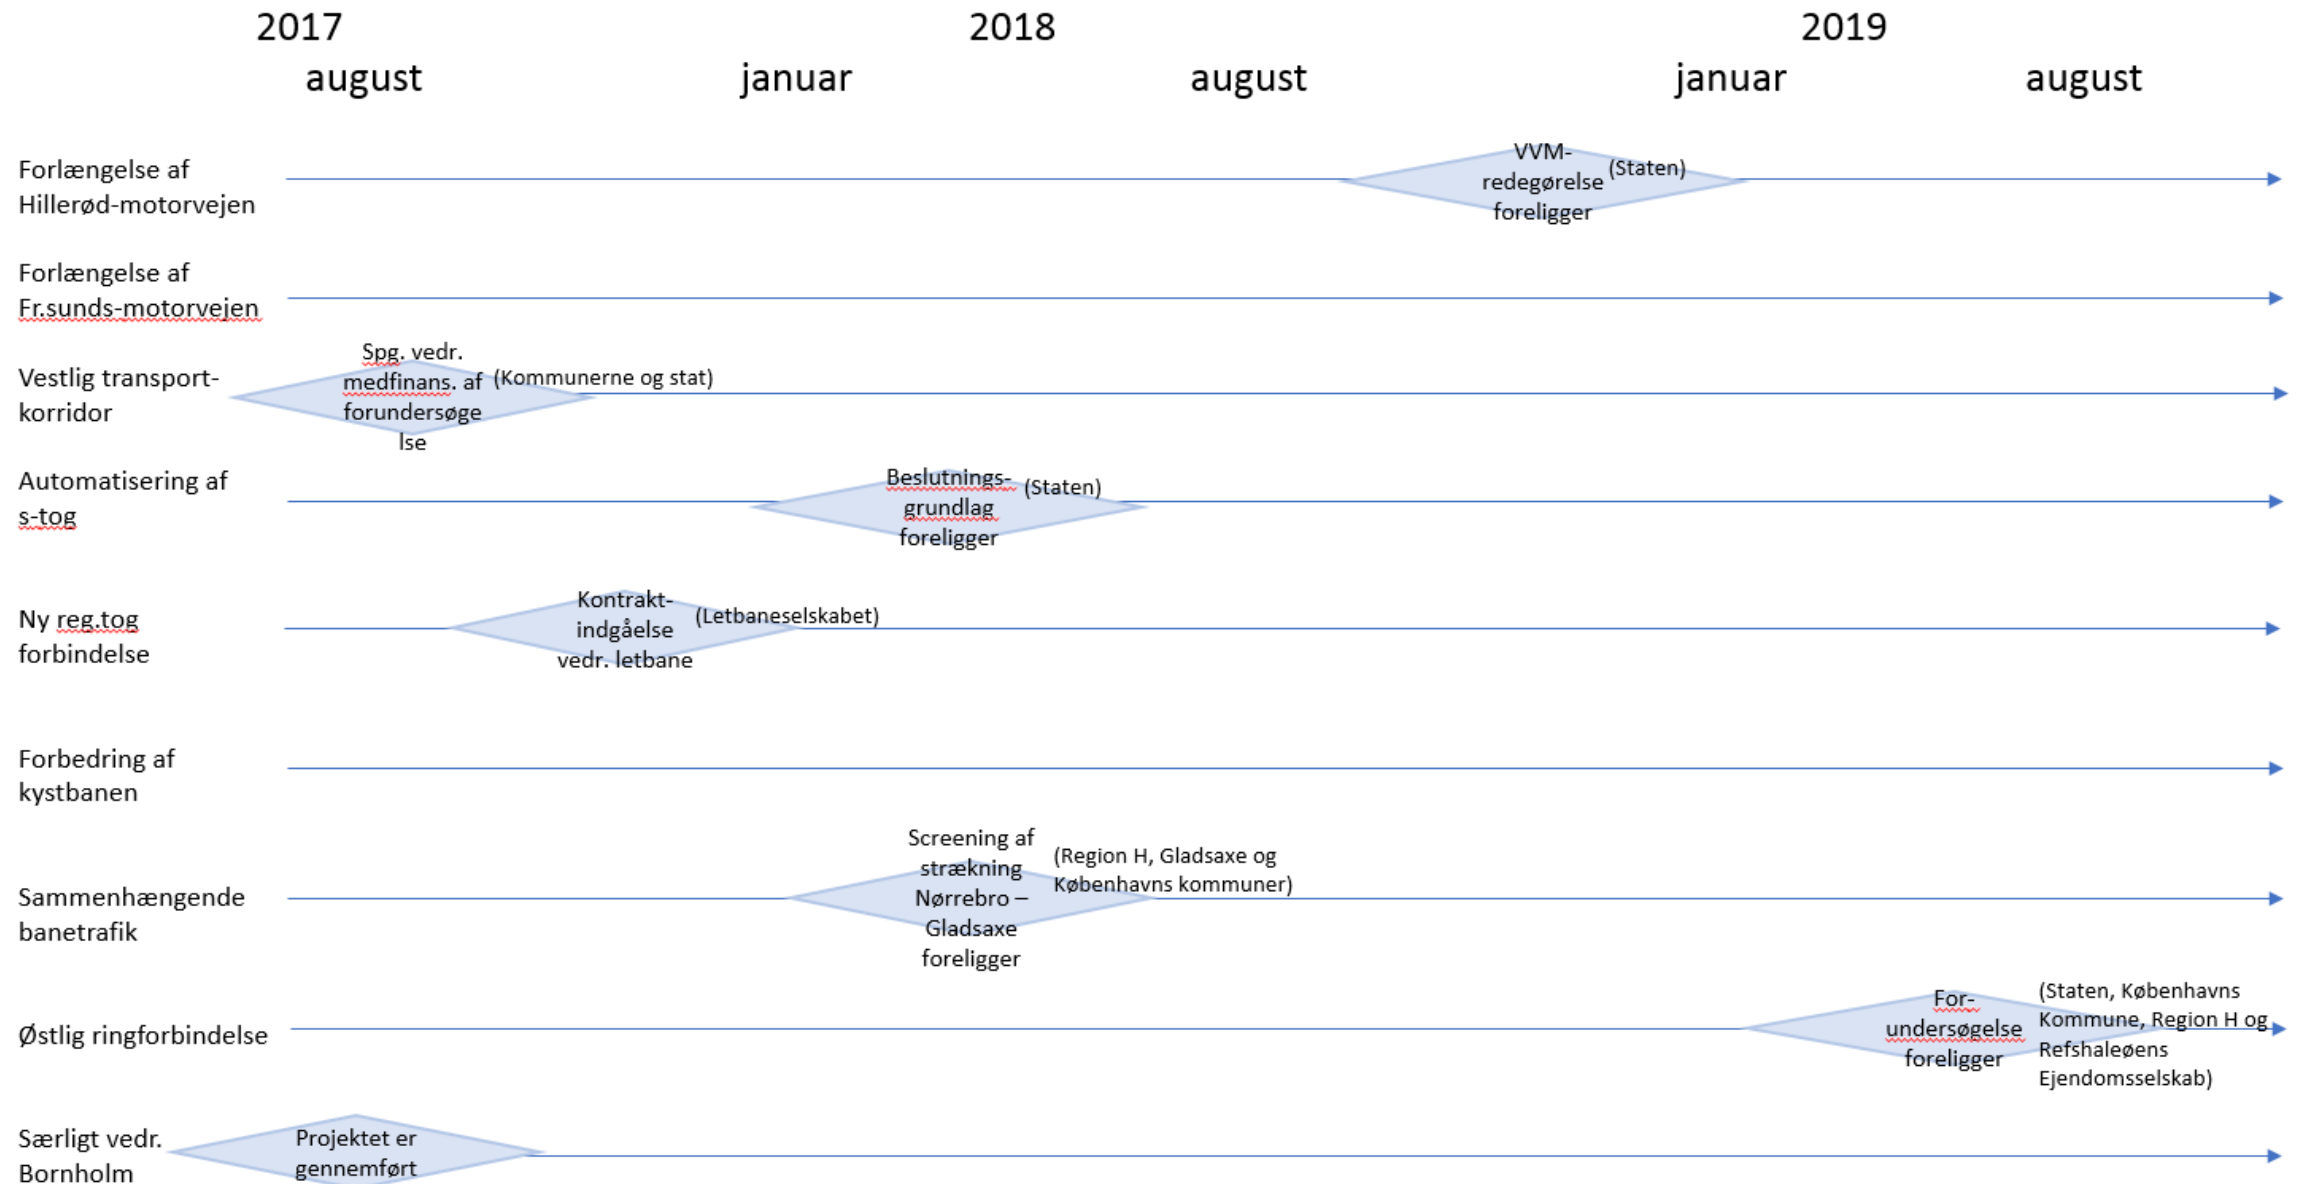 2017 2018 2019
august januar august januar august
Forlængelse af
Hillerød-motorvejen
VVM-
redegørelse
foreligger
(Staten)
Forlængelse af
Fr.sunds-motorvejen
Vestlig transport-
korridor
Spg. vedr.
medfinans. af
forundersøge
lse
(Kommunerne og stat)
Automatisering af
s-tog
Beslutnings-
grundlag
foreligger
(Staten)
Ny reg.tog
forbindelse
Kontrakt-
indgåelse
vedr. letbane
(Letbaneselskabet)
Forbedring af
kystbanen
Sammenhængende
banetrafik
Screening af
strækning
Nørrebro –
Gladsaxe
foreligger
(Region H, Gladsaxe og
Københavns kommuner)
Østlig ringforbindelse
For-
undersøgelse
foreligger
(Staten, Københavns
Kommune, Region H og
Refshaleøens
Ejendomsselskab)
Særligt vedr.
Bornholm
Projektet er
gennemført